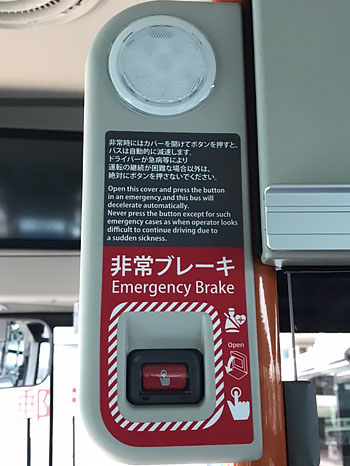 非常時にはカバーを開けてボタンを押すと、
バスは自動的に減速します。
ドライバーが急病等により
運転の継続が困難な場合以外は、
絶対にボタンを押さないでください。
Open this cover and press the button
in an emergency,and this bus will
decelerate automatically.
Never press the button except for such
emergency cases as when operator looks
difficult to continue driving due to
a sudden sickness.
非常ブレーキ
Emergency Brake
Open